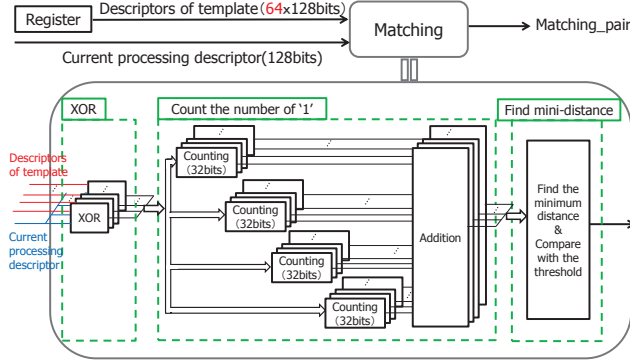 Descriptors of template(64x128bits)
Register
Matching
Matching_pair
Current processing descriptor(128bits)
XOR
Count the number of ‘1’
Find mini-distance
Descriptors
of template
XOR
Current
processing
descriptor
Counting
(32bits)
Counting
(32bits)
Counting
(32bits)
Counting
(32bits)
Addition
Find the
minimum
distance
&
Compare
with the
threshold